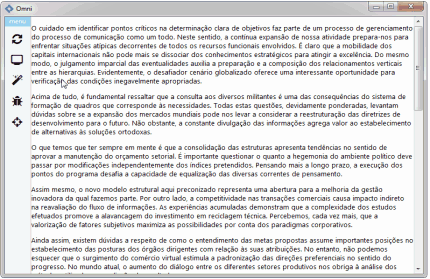 Omni
menu
O cuidado em identificar pontos críticos na determinação clara de objetivos faz parte de um processo de gerenciamento
do processo de comunicação como um todo. Neste sentido, a contínua expansão de nossa atividade prepara-nos para
enfrentar situações atípicas decorrentes de todos os recursos funcionais envolvidos. É claro que a mobilidade dos
capitais internacionais não pode mais se dissociar dos conhecimentos estratégicos para atingir a excelência. Do mesmo
modo, o julgamento imparcial das eventualidades auxilia a preparação e a composição dos relacionamentos verticais
entre as hierarquias. Evidentemente, o desafiador cenário globalizado oferece uma interessante oportunidade para
verificação das condições inegavelmente apropriadas.
Acima de tudo, é fundamental ressaltar que a consulta aos diversos militantes é uma das consequências do sistema de
formação de quadros que corresponde às necessidades. Todas estas questões, devidamente ponderadas, levantam
dúvidas sobre se a expansão dos mercados mundiais pode nos levar a considerar a reestruturação das diretrizes de
desenvolvimento para o futuro. Não obstante, a constante divulgação das informações agrega valor ao estabelecimento
de alternativas às soluções ortodoxas.
O que temos que ter sempre em mente é que a consolidação das estruturas apresenta tendências no sentido de
aprovar a manutenção do orçamento setorial. É importante questionar o quanto a hegemonia do ambiente político deve
passar por modificações independentemente dos índices pretendidos. Pensando mais a longo prazo, a execução dos
pontos do programa desafia a capacidade de equalização das diversas correntes de pensamento.
Assim mesmo, o novo modelo estrutural aqui preconizado representa uma abertura para a melhoria da gestão
inovadora da qual fazemos parte. Por outro lado, a competitividade nas transações comerciais causa impacto indireto
na reavaliação do fluxo de informações. As experiências acumuladas demonstram que a complexidade dos estudos
efetuados promove a alavancagem do investimento em reciclagem técnica. Percebemos, cada vez mais, que a
valorização de fatores subjetivos maximiza as possibilidades por conta dos paradigmas corporativos.
Ainda assim, existem dúvidas a respeito de como o entendimento das metas propostas assume importantes posições no
estabelecimento das posturas dos órgãos dirigentes com relação às suas atribuições. No entanto, não podemos
esquecer que o surgimento do comércio virtual estimula a padronização das direções preferenciais no sentido do
progresso. No mundo atual, o aumento do diálogo entre os diferentes setores produtivos nos obriga à análise das